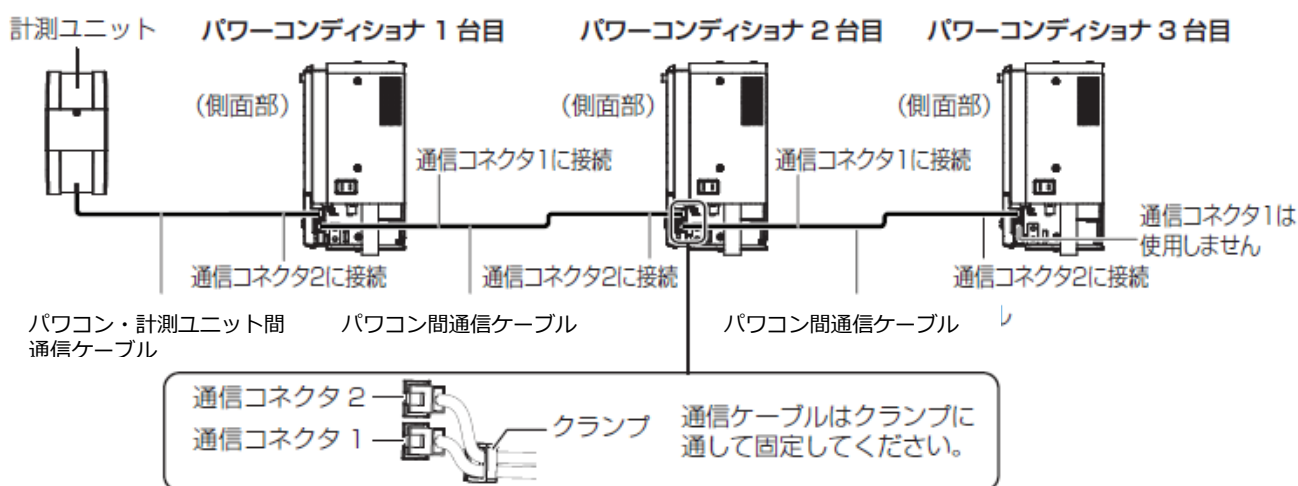 計測ユニット
パワーコンディショナ 1 台目
パワーコンディショナ 2 台目
パワーコンディショナ 3 台目
(側面部)
(側面部)
(側面部)
通信コネクタ1に接続
通信コネクタ1に接続
通信コネクタ1は
使用しません
通信コネクタ2に接続
通信コネクタ2に接続
通信コネクタ2に接続
パワコン・計測ユニット間
通信ケーブル
パワコン間通信ケーブル
パワコン間通信ケーブル
ル
通信コネクタ 2
通信コネクタ 1
クランプ
通信ケーブルはクランプに
通して固定してください。